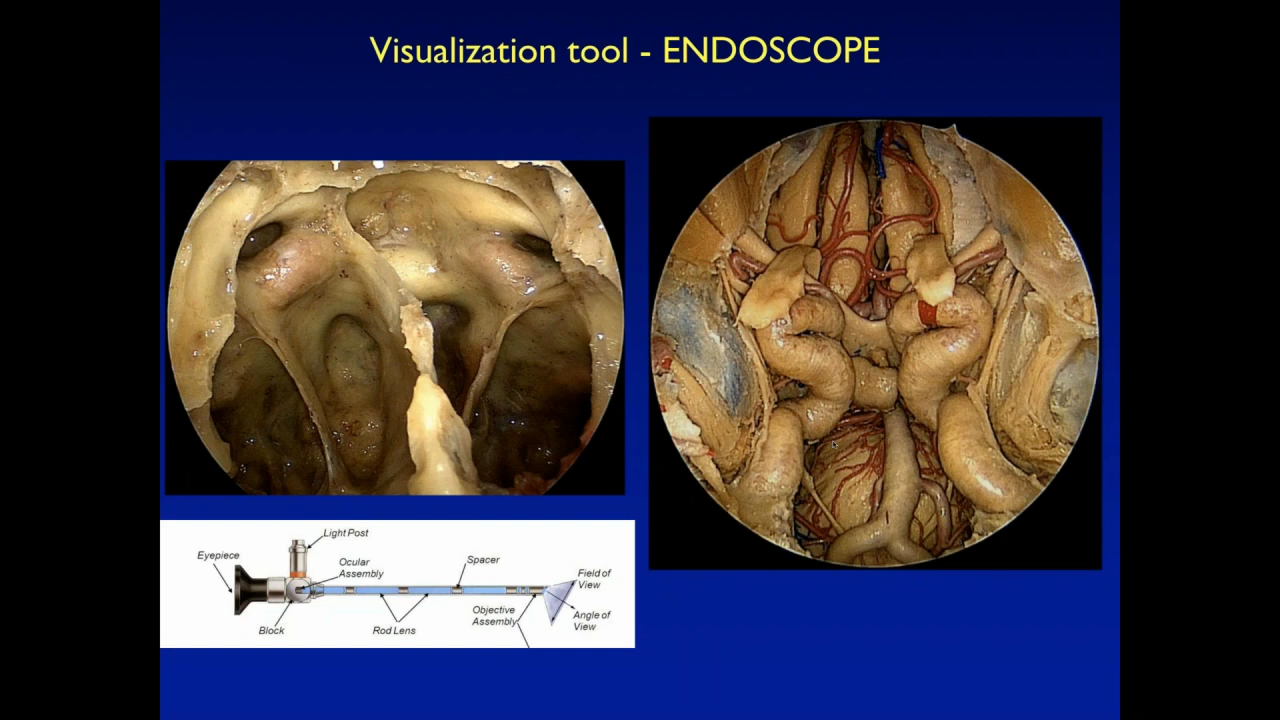 Visualization tool - ENDOSCOPE
Light Post
Eyepiece
Ocular
Assembly
Spacer
Field of
View
Objective
Assembly
Angle of
View
Block
Rod Lens